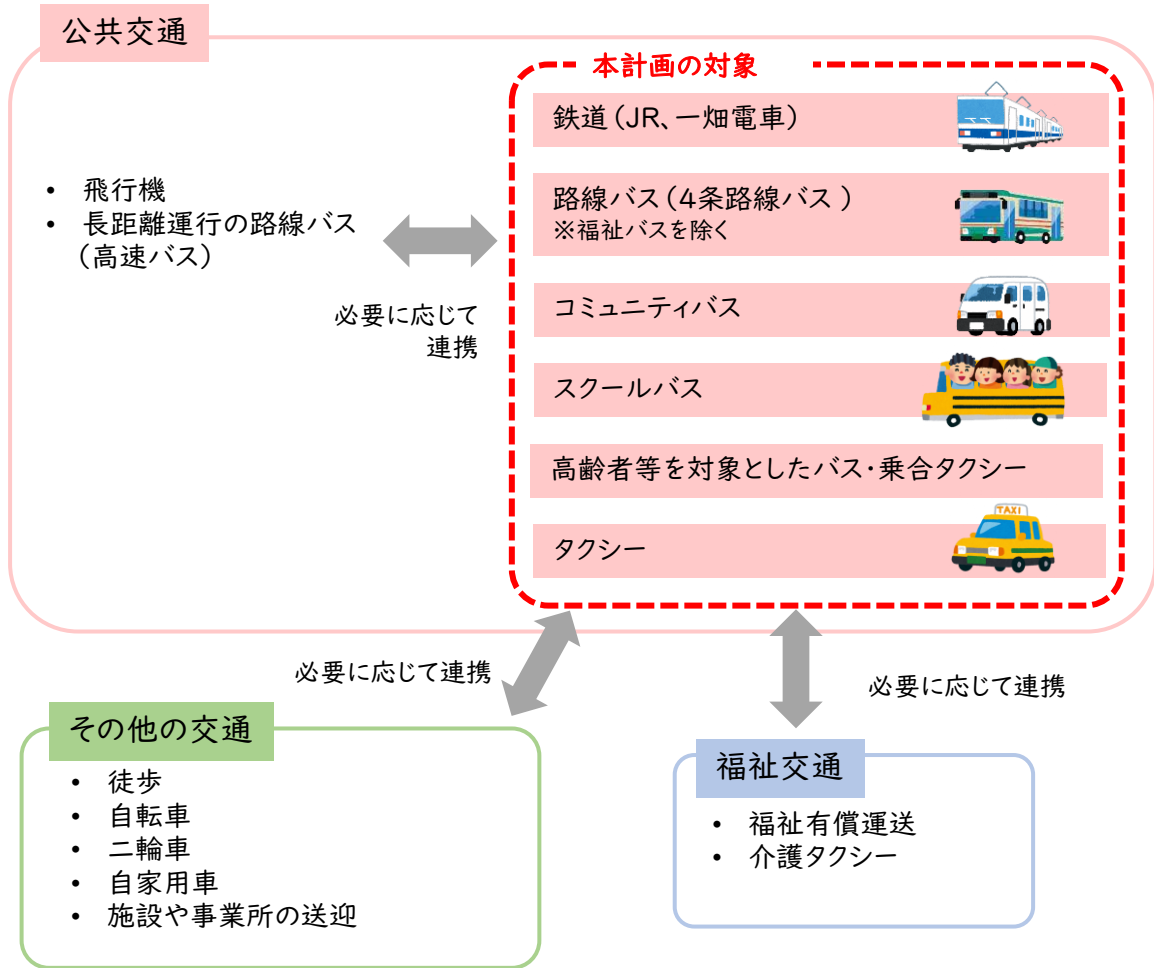 公共交通
本計画の対象
鉄道(JR、一畑電車)
路線バス(4条路線バス )
※福祉バスを除く
コミュニティバス
スクールバス
高齢者等を対象としたバス・乗合タクシー
タクシー
TAXI
• 飛行機
• 長距離運行の路線バス
(高速バス)
必要に応じて
連携
必要に応じて連携
必要に応じて連携
その他の交通
• 徒歩
• 自転車
• 二輪車
• 自家用車
• 施設や事業所の送迎
福祉交通
• 福祉有償運送
• 介護タクシー